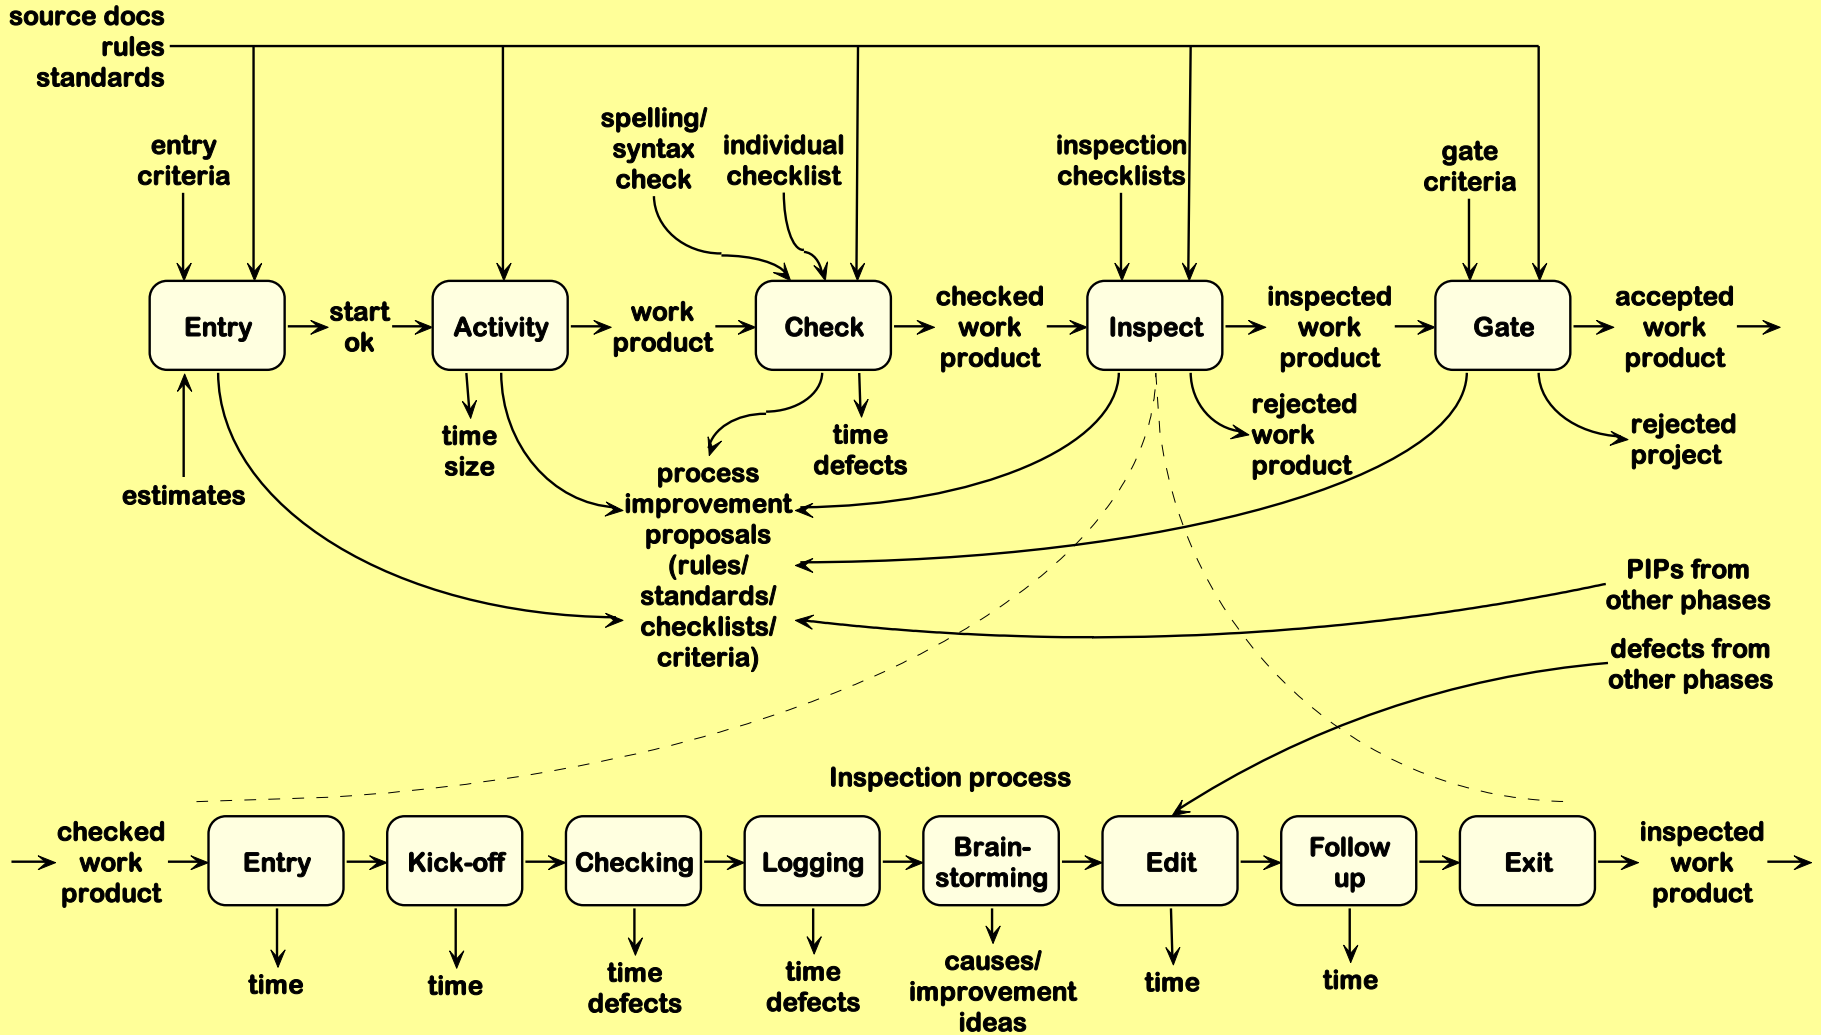 source docs
rules
standards
entry
criteria
spelling/
syntax
check
individual
checklist
inspection
checklists
gate
criteria
Entry
start
ok
Activity
work
product
Check
checked
work
product
Inspect
inspected
work
product
Gate
accepted
work
product
estimates
time
size
process
improvement
proposals
(rules/
standards/
checklists/
criteria)
time
defects
rejected
work
product
rejected
project
PIPs from
other phases
defects from
other phases
Inspection process
checked
work
product
Entry
Kick-off
Checking
Logging
Brain-
storming
Edit
Follow
up
Exit
inspected
work
product
time
time
time
defects
time
defects
causes/
improvement
ideas
time
time